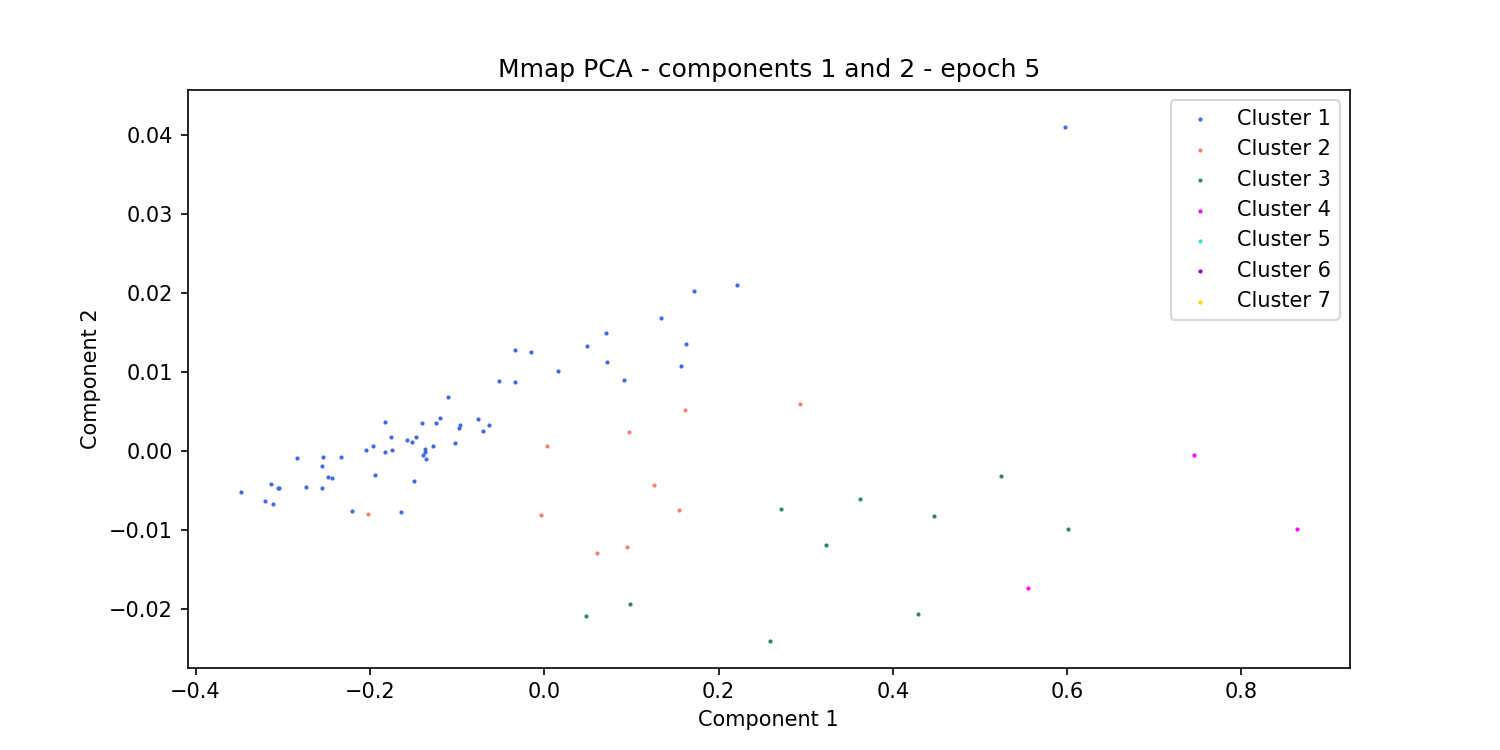 Mmap PCA - components 1 and 2 - epoch 5
Cluster 1
Cluster 2
Cluster 3
Cluster 4
Cluster 5
Cluster 6
Cluster 7
Component 2
0.04
0.03
0.02
0.01
0.00
−0.01
−0.02
−0.4 −0.2 0.0 0.2 0.4 0.6 0.8
Component 1